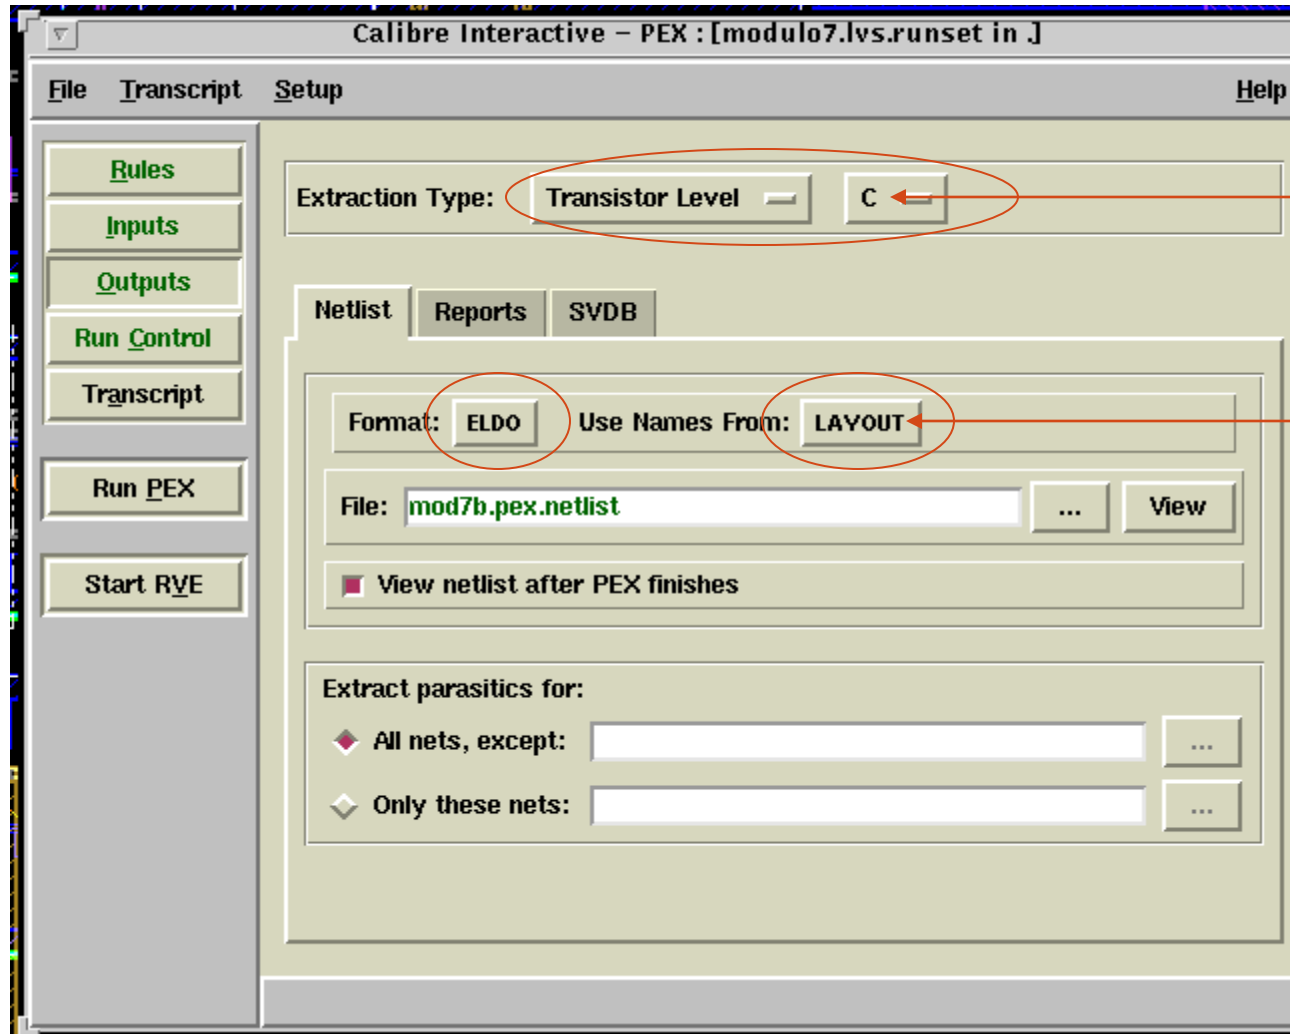 Calibre Interactive – PEX : [modulo7.lvs.runset in .]
File Transcript Setup Help
Rules
Inputs
Outputs
Run Control
Transcript
Run PEX
Start RVE
Extraction Type: Transistor Level C
Netlist Reports SVDB
Format: ELDO Use Names From: LAYOUT
File: mod7b.pex.netlist ... View
View netlist after PEX finishes
Extract parasitics for:
All nets, except: ...
Only these nets: ...